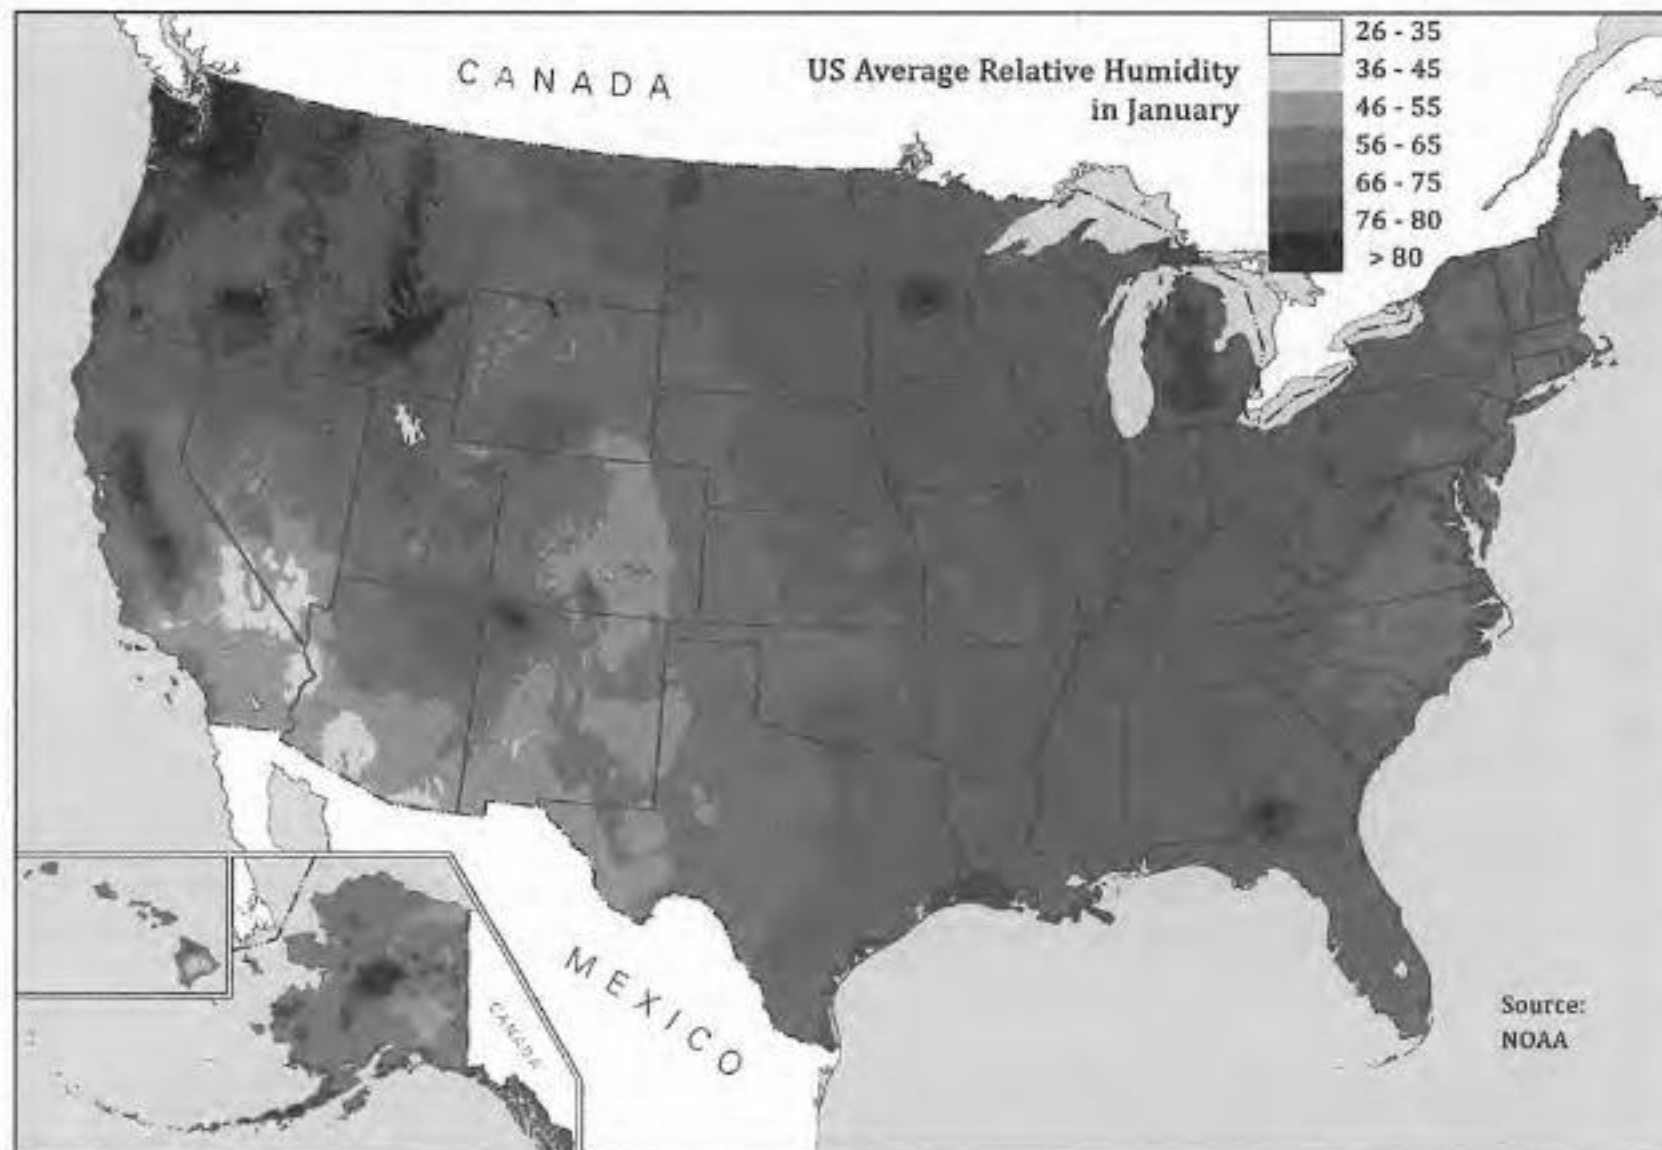 CANADA
US Average Relative Humidity
in January
26 - 35
36 - 45
46 - 55
56 - 65
66 - 75
76 - 80
> 80
MEXICO
CANADA
Source:
NOAA